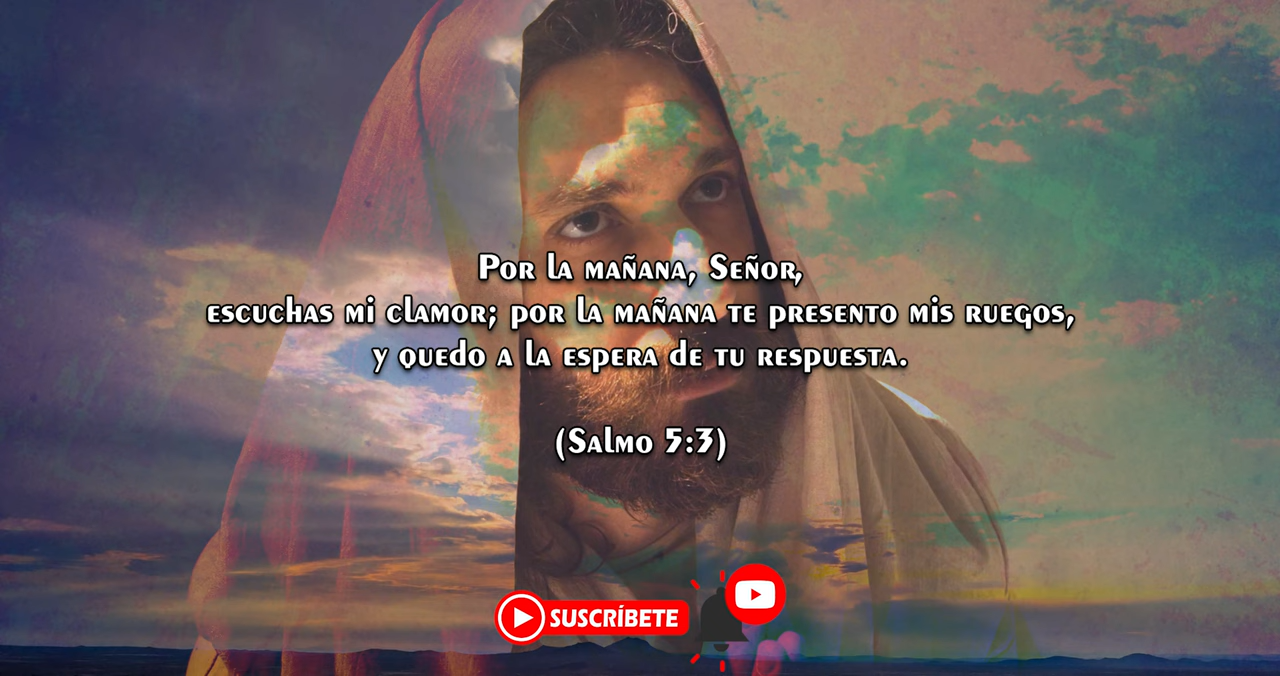 Por la mañana, Señor,
escuchas mi clamor; por la mañana te presento mis ruegos,
y quedo a la espera de tu respuesta.
(Salmo 5:3)
SUSCRÍBETE